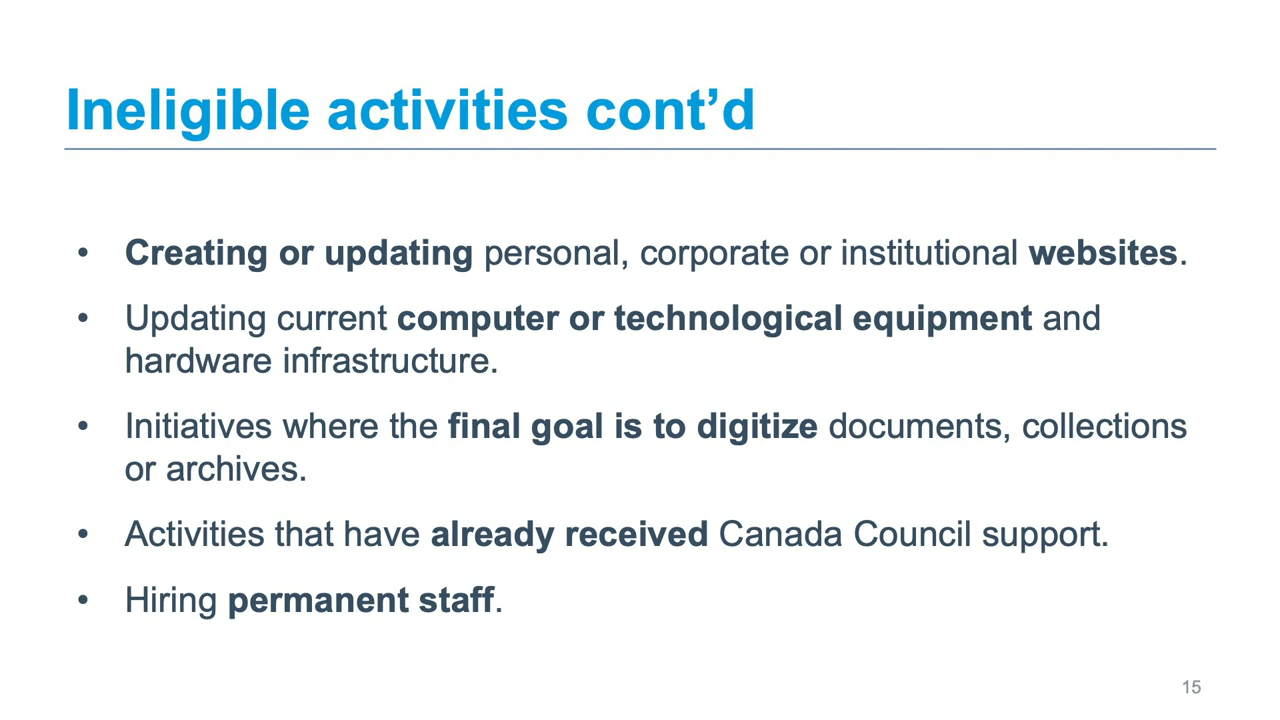 Ineligible activities cont’d
• Creating or updating personal, corporate or institutional websites.
• Updating current computer or technological equipment and
hardware infrastructure.
• Initiatives where the final goal is to digitize documents, collections
or archives.
• Activities that have already received Canada Council support.
• Hiring permanent staff.
15